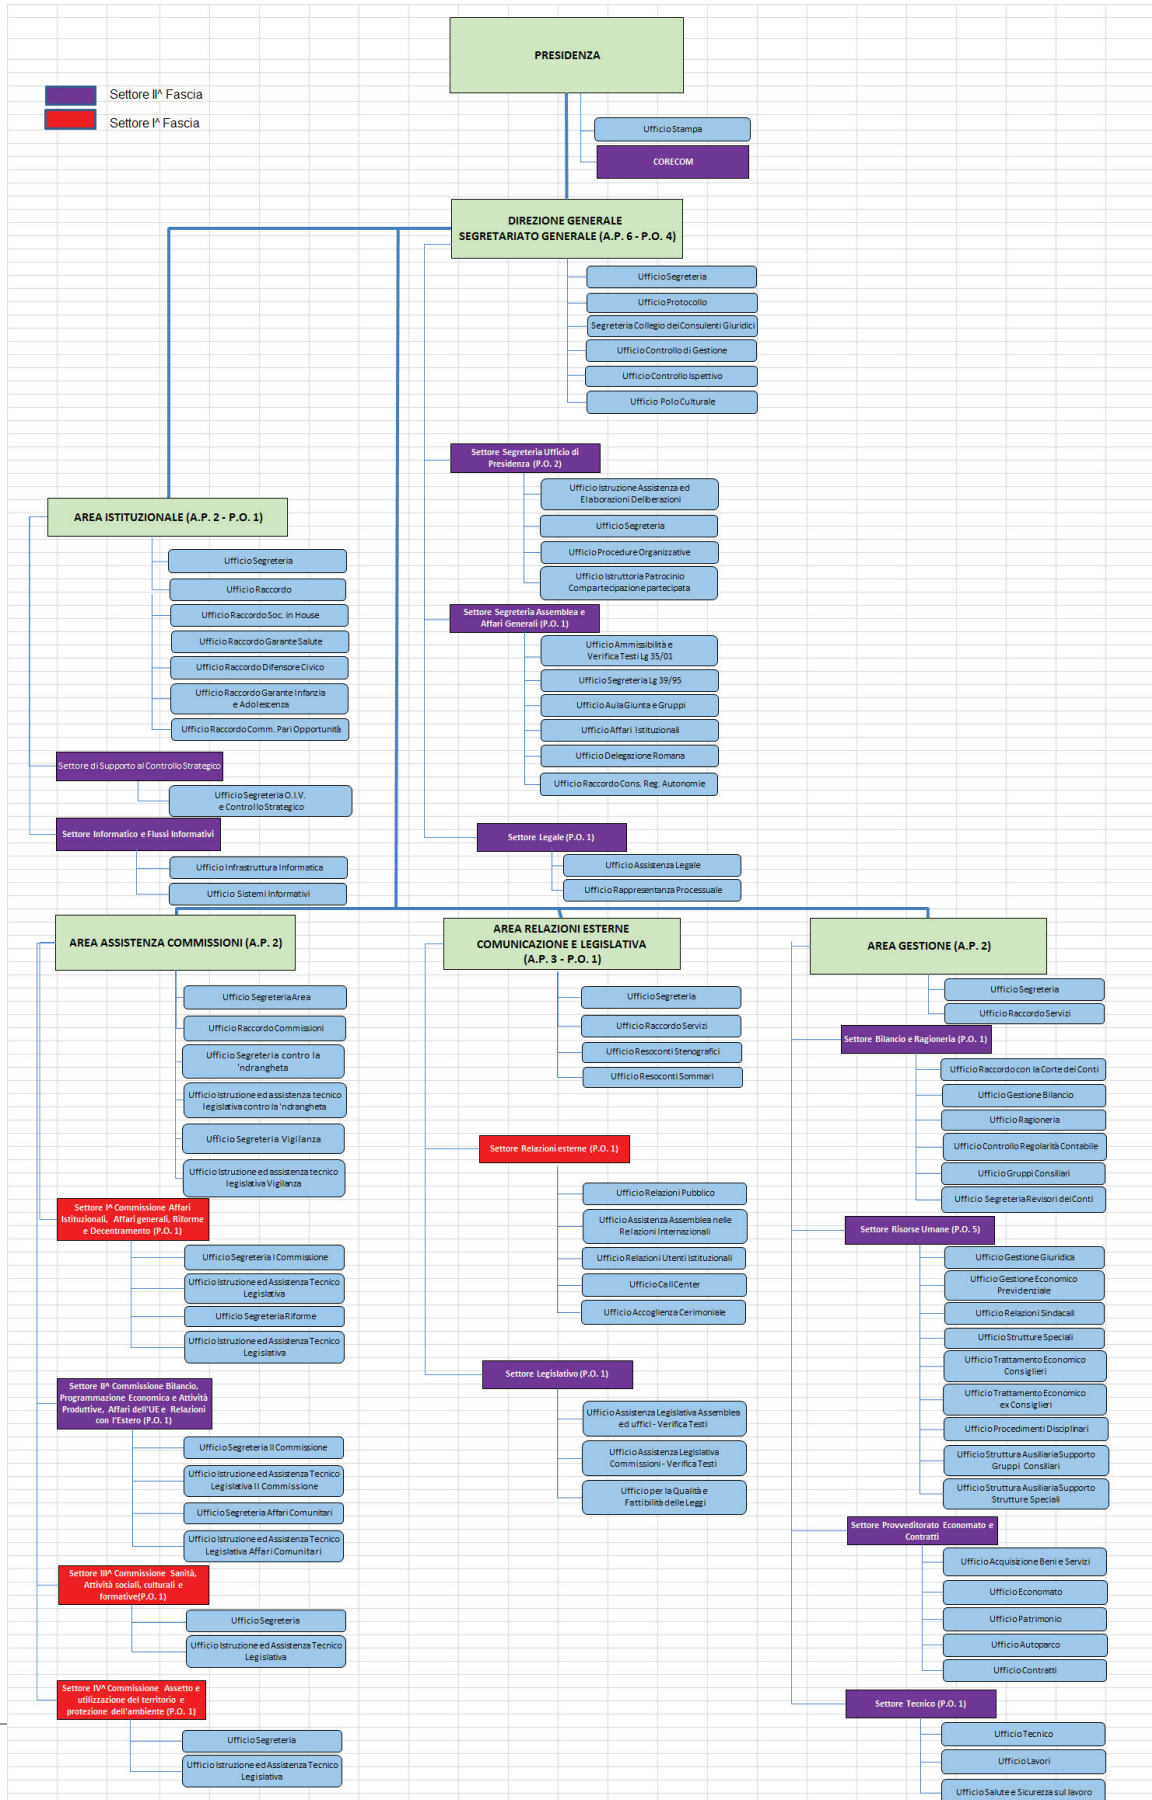 PRESIDENZA
Settore II^ Fascia
Settore I^ Fascia
Ufficio Stampa
CORECOM
DIREZIONE GENERALE
SEGRETARIATO GENERALE (A.P. 6 - P.O. 4)
Ufficio Segreteria
Ufficio Protocollo
Segreteria Collegio dei Consulenti Giuridici
Ufficio Controllo di Gestione
Ufficio Controllo Ispettivo
Ufficio Polo Culturale
Settore Segreteria Ufficio di
Presidenza (P.O. 2)
Ufficio Istruzione Assistenza ed
Elaborazioni Deliberazioni
Ufficio Segreteria
Ufficio Procedure Organizzative
Ufficio Istruttoria Patrocinio
Compartecipazione partecipata
Settore Segreteria Assemblea e
Affari Generali (P.O. 1)
Ufficio Ammissibilità e
Verifica Testi Lg 35/01
Ufficio Segreteria Lg 39/95
Ufficio Aula Giunta e Gruppi
Ufficio Affari Istituzionali
Ufficio Delegazione Romana
Ufficio Raccordo Cons. Reg. Autonomie
Settore Legale (P.O. 1)
Ufficio Assistenza Legale
Ufficio Rappresentanza Processuale
AREA ISTITUZIONALE (A.P. 2 - P.O. 1)
Ufficio Segreteria
Ufficio Raccordo
Ufficio Raccordo Soc. in House
Ufficio Raccordo Garante Salute
Ufficio Raccordo Difensore Civico
Ufficio Raccordo Garante Infanzia
e Adolescenza
Ufficio Raccordo Comm. Pari Opportunità
Settore di Supporto al Controllo Strategico
Ufficio Segreteria O.I.V.
e Controllo Strategico
Settore Informatico e Flussi Informativi
Ufficio Infrastruttura Informatica
Ufficio Sistemi Informativi
AREA ASSISTENZA COMMISSIONI (A.P. 2)
Ufficio Segreteria Area
Ufficio Raccordo Commissioni
Ufficio Segreteria contro la
'ndrangheta
Ufficio Istruzione ed assistenza tecnico
legislativa contro la 'ndrangheta
Ufficio Segreteria Vigilanza
Ufficio Istruzione ed assistenza tecnico
legislativa Vigilanza
Settore I^ Commissione Affari
Istituzionali, Affari generali, Riforme
e Decentramento (P.O. 1)
Ufficio Segreteria I Commissione
Ufficio Istruzione ed Assistenza Tecnico
Legislativa
Ufficio Segreteria Riforme
Ufficio Istruzione ed Assistenza Tecnico
Legislativa
Settore II^ Commissione Bilancio,
Programmazione Economica e Attività
Produttive, Affari dell'UE e Relazioni
con l'Estero (P.O. 1)
Ufficio Segreteria II Commissione
Ufficio Istruzione ed Assistenza Tecnico
Legislativa II Commissione
Ufficio Segreteria Affari Comunitari
Ufficio Istruzione ed Assistenza Tecnico
Legislativa Affari Comunitari
Settore III^ Commissione Sanità,
Attività sociali, culturali e
formative(P.O. 1)
Ufficio Segreteria
Ufficio Istruzione ed Assistenza Tecnico
Legislativa
Settore IV^ Commissione Assetto e
utilizzazione del territorio e
protezione dell'ambiente (P.O. 1)
Ufficio Segreteria
Ufficio Istruzione ed Assistenza Tecnico
Legislativa
AREA RELAZIONI ESTERNE
COMUNICAZIONE E LEGISLATIVA
(A.P. 3 - P.O. 1)
Ufficio Segreteria
Ufficio Raccordo Servizi
Ufficio Resoconti Stenografici
Ufficio Resoconti Sommari
Settore Relazioni esterne (P.O. 1)
Ufficio Relazioni Pubblico
Ufficio Assistenza Assemblea nelle
Relazioni Internazionali
Ufficio Relazioni Utenti Istituzionali
Ufficio Call Center
Ufficio Accoglienza Cerimoniale
Settore Legislativo (P.O. 1)
Ufficio Assistenza Legislativa Assemblea
ed uffici - Verifica Testi
Ufficio Assistenza Legislativa
Commissioni - Verifica Testi
Ufficio per la Qualità e
Fattibilità delle Leggi
AREA GESTIONE (A.P. 2)
Ufficio Segreteria
Ufficio Raccordo Servizi
Settore Bilancio e Ragioneria (P.O. 1)
Ufficio Raccordo con la Corte dei Conti
Ufficio Gestione Bilancio
Ufficio Ragioneria
Ufficio Controllo Regolarità Contabile
Ufficio Gruppi Consiliari
Ufficio Segreteria Revisori dei Conti
Settore Risorse Umane (P.O. 5)
Ufficio Gestione Giuridica
Ufficio Gestione Economico
Previdenziale
Ufficio Relazioni Sindacali
Ufficio Strutture Speciali
Ufficio Trattamento Economico
Consiglieri
Ufficio Trattamento Economico
ex Consiglieri
Ufficio Procedimenti Disciplinari
Ufficio Struttura Ausiliaria Supporto
Gruppi Consiliari
Ufficio Struttura Ausiliaria Supporto
Strutture Speciali
Settore Provveditorato Economato e
Contratti
Ufficio Acquisizione Beni e Servizi
Ufficio Economato
Ufficio Patrimonio
Ufficio Autoparco
Ufficio Contratti
Settore Tecnico (P.O. 1)
Ufficio Tecnico
Ufficio Lavori
Ufficio Salute e Sicurezza sul lavoro